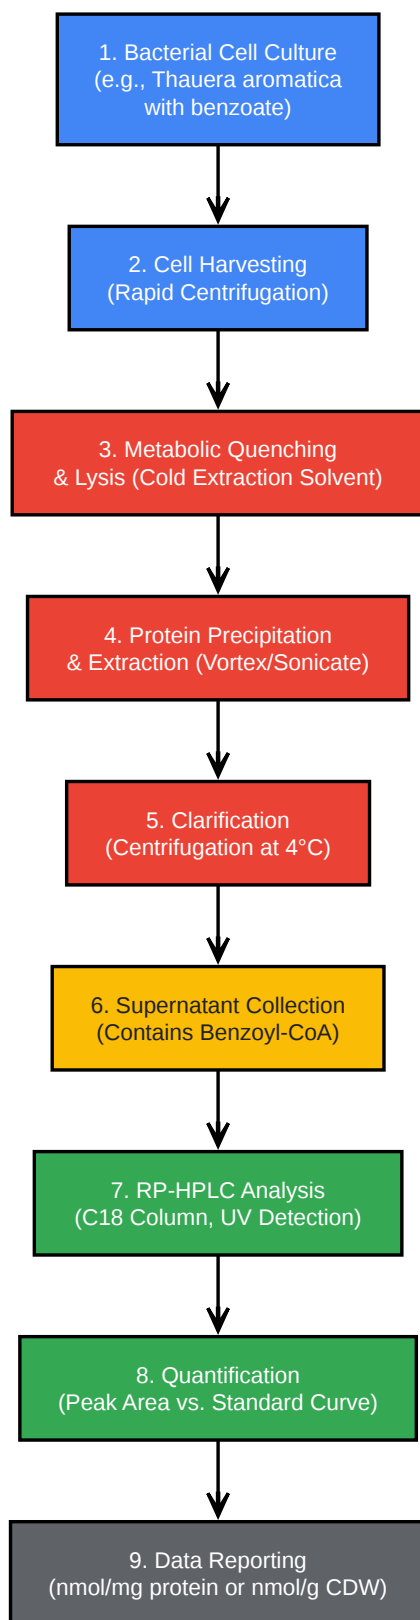 1. Bacterial Cell Culture
(e.g., Thauera aromatica
with benzoate)
2. Cell Harvesting
(Rapid Centrifugation)
3. Metabolic Quenching
& Lysis (Cold Extraction Solvent)
4. Protein Precipitation
& Extraction (Vortex/Sonicate)
5. Clarification
(Centrifugation at 4°C)
6. Supernatant Collection
(Contains Benzoyl-CoA)
7. RP-HPLC Analysis
(C18 Column, UV Detection)
8. Quantification
(Peak Area vs. Standard Curve)
9. Data Reporting
(nmol/mg protein or nmol/g CDW)